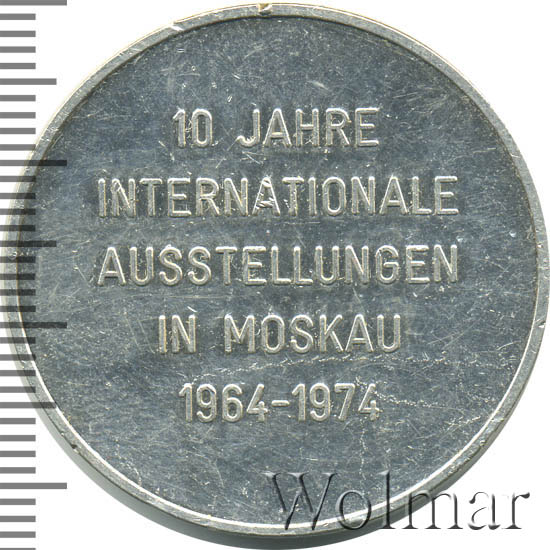 10 JAHRE
INTERNATIONALE
AUSSTELLUNGEN
IN MOSKAU
1964-1974
Wolmar